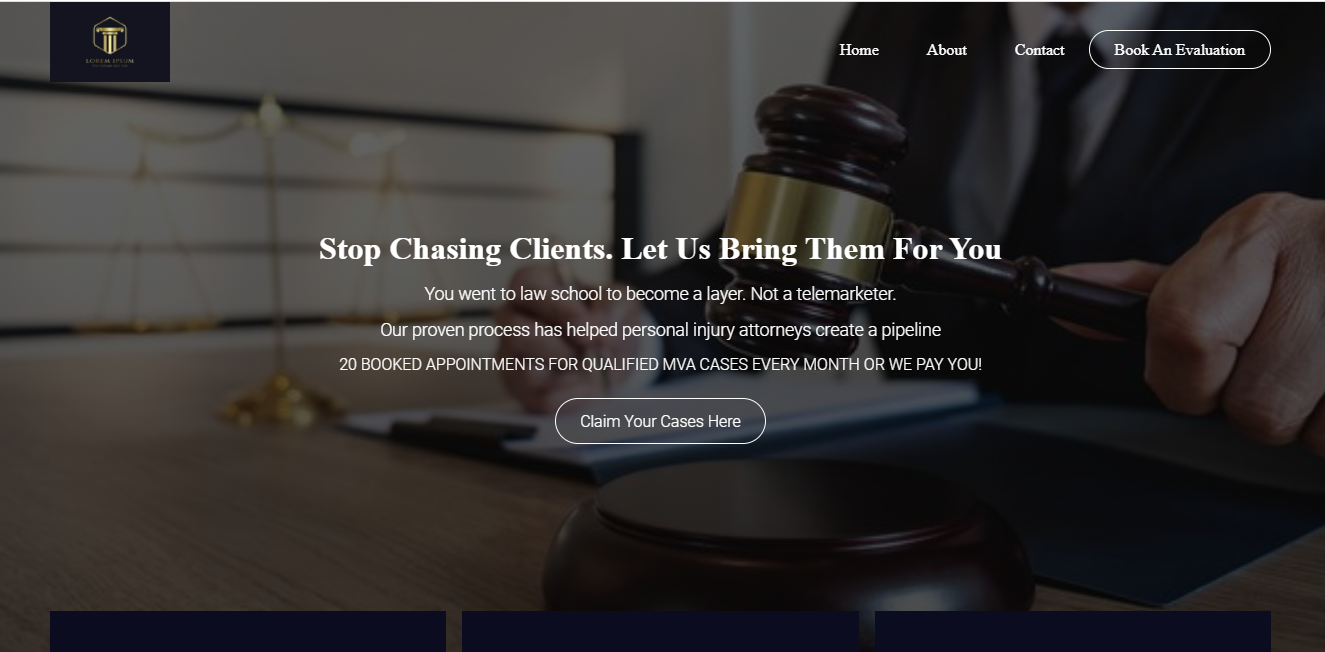 LOREM IPSUM
Home About Contact Book An Evaluation
Stop Chasing Clients. Let Us Bring Them For You
You went to law school to become a layer. Not a telemarketer.
Our proven process has helped personal injury attorneys create a pipeline
20 BOOKED APPOINTMENTS FOR QUALIFIED MVA CASES EVERY MONTH OR WE PAY YOU!
Claim Your Cases Here